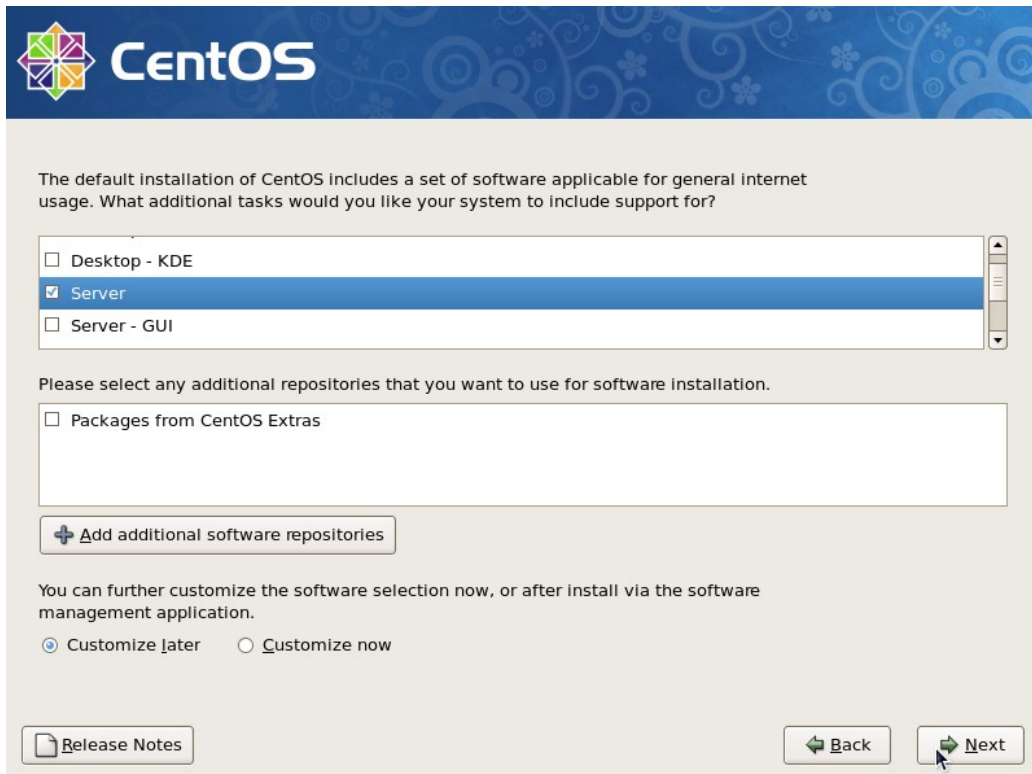 CentOS
The default installation of CentOS includes a set of software applicable for general internet
usage. What additional tasks would you like your system to include support for?
Desktop - KDE
Server
Server - GUI
Please select any additional repositories that you want to use for software installation.
Packages from CentOS Extras
Add additional software repositories
You can further customize the software selection now, or after install via the software
management application.
Customize later Customize now
Release Notes Back Next